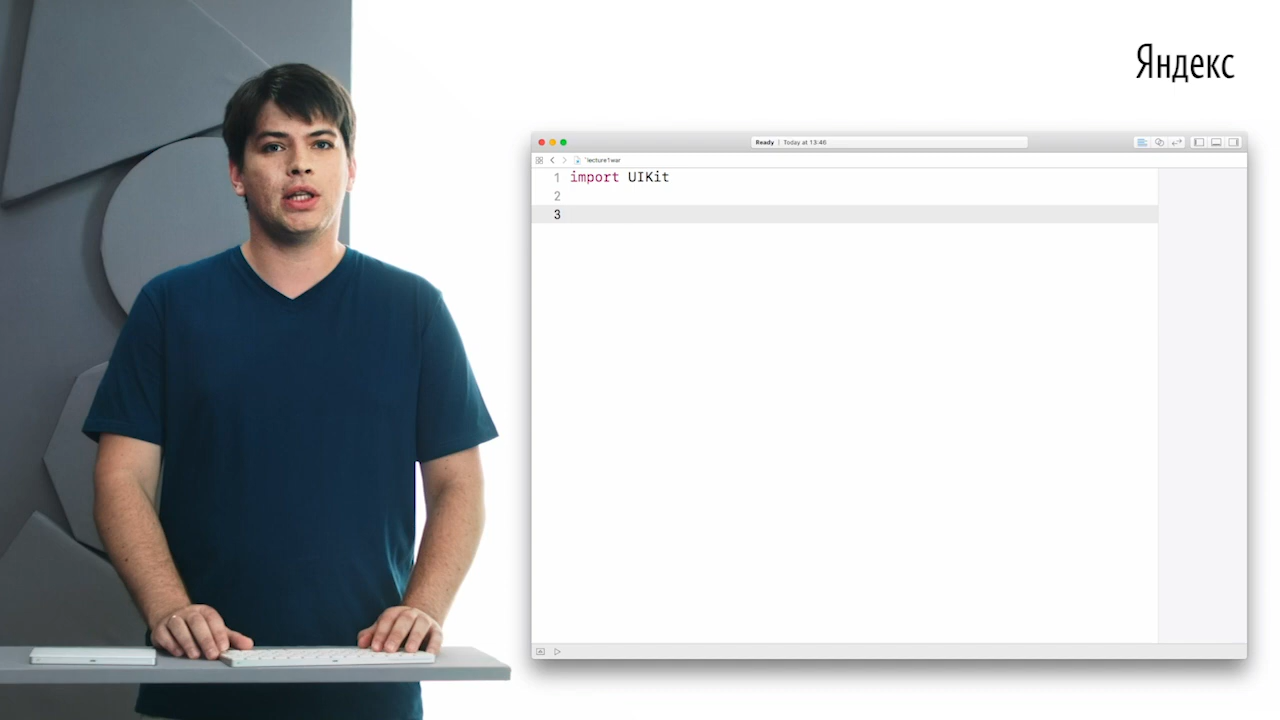 Яндекс
Ready | Today at 13:46
`lecture1war
1 import UIKit
2
3